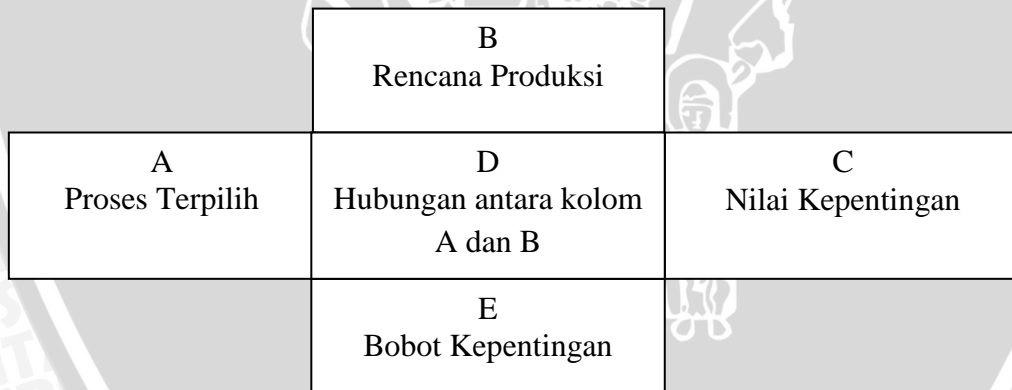 B
Rencana Produksi
A
Proses Terpilih
D
Hubungan antara kolom
A dan B
C
Nilai Kepentingan
E
Bobot Kepentingan